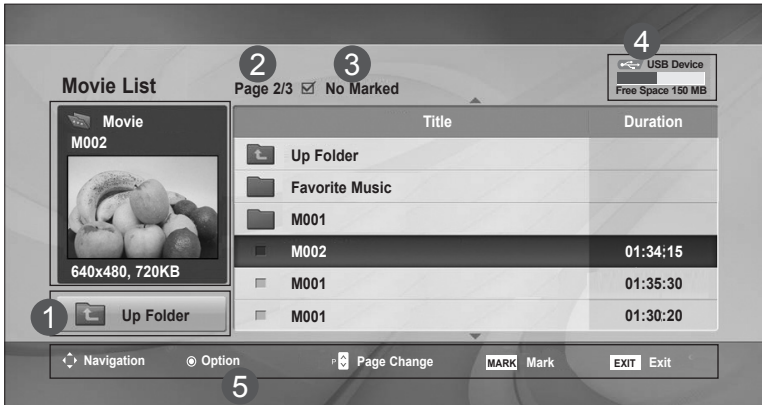 2 3 4
USB Device
Movie List Page 2/3 No Marked
Free Space 150 MB
Movie
M002
640x480, 720KB
Title Duration
Up Folder
Favorite Music
M001
M002 01:34:15
M001 01:35:30
M001 01:30:20
1 Up Folder
Navigation Option P Page Change MARK Mark EXIT Exit
5